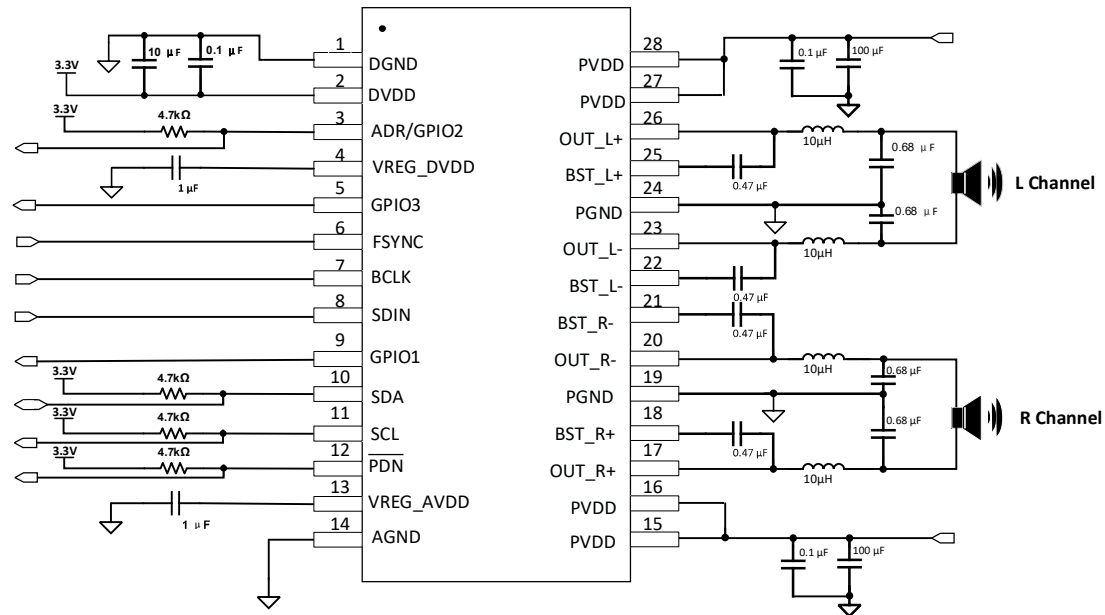 10 μF
0.1 μF
3.3V
1
DGND
2
DVDD
3.3V
4.7kΩ
3
ADR/GPIO2
4
VREG_DVDD
1 μF
5
GPIO3
6
FSYNC
7
BCLK
8
SDIN
9
GPIO1
3.3V
4.7kΩ
10
SDA
3.3V
4.7kΩ
11
SCL
3.3V
4.7kΩ
12
PDN
13
VREG_AVDD
1 μF
14
AGND
28
PVDD
0.1 μF
100 μF
27
PVDD
26
OUT_L+
10μH
25
BST_L+
0.47 μF
0.68 μF
24
PGND
L Channel
0.68 μF
23
OUT_L-
10μH
22
BST_L-
0.47 μF
21
BST_R-
0.47 μF
20
OUT_R-
10μH
0.68 μF
19
PGND
18
BST_R+
0.47 μF
0.68 μF
R Channel
17
OUT_R+
10μH
16
PVDD
15
PVDD
0.1 μF
100 μF